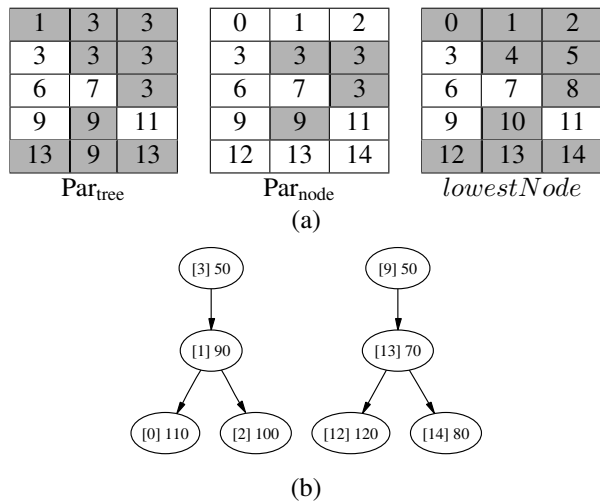 1 3 3 0 1 2 0 1 2
3 3 3 3 3 3 3 4 5
6 7 3 6 7 3 6 7 8
9 9 11 9 9 11 9 10 11
13 9 13 12 13 14 12 13 14
Par_tree Par_node lowestNode
(a)
[3] 50 [9] 50
[1] 90 [13] 70
[0] 110 [2] 100 [12] 120 [14] 80
(b)